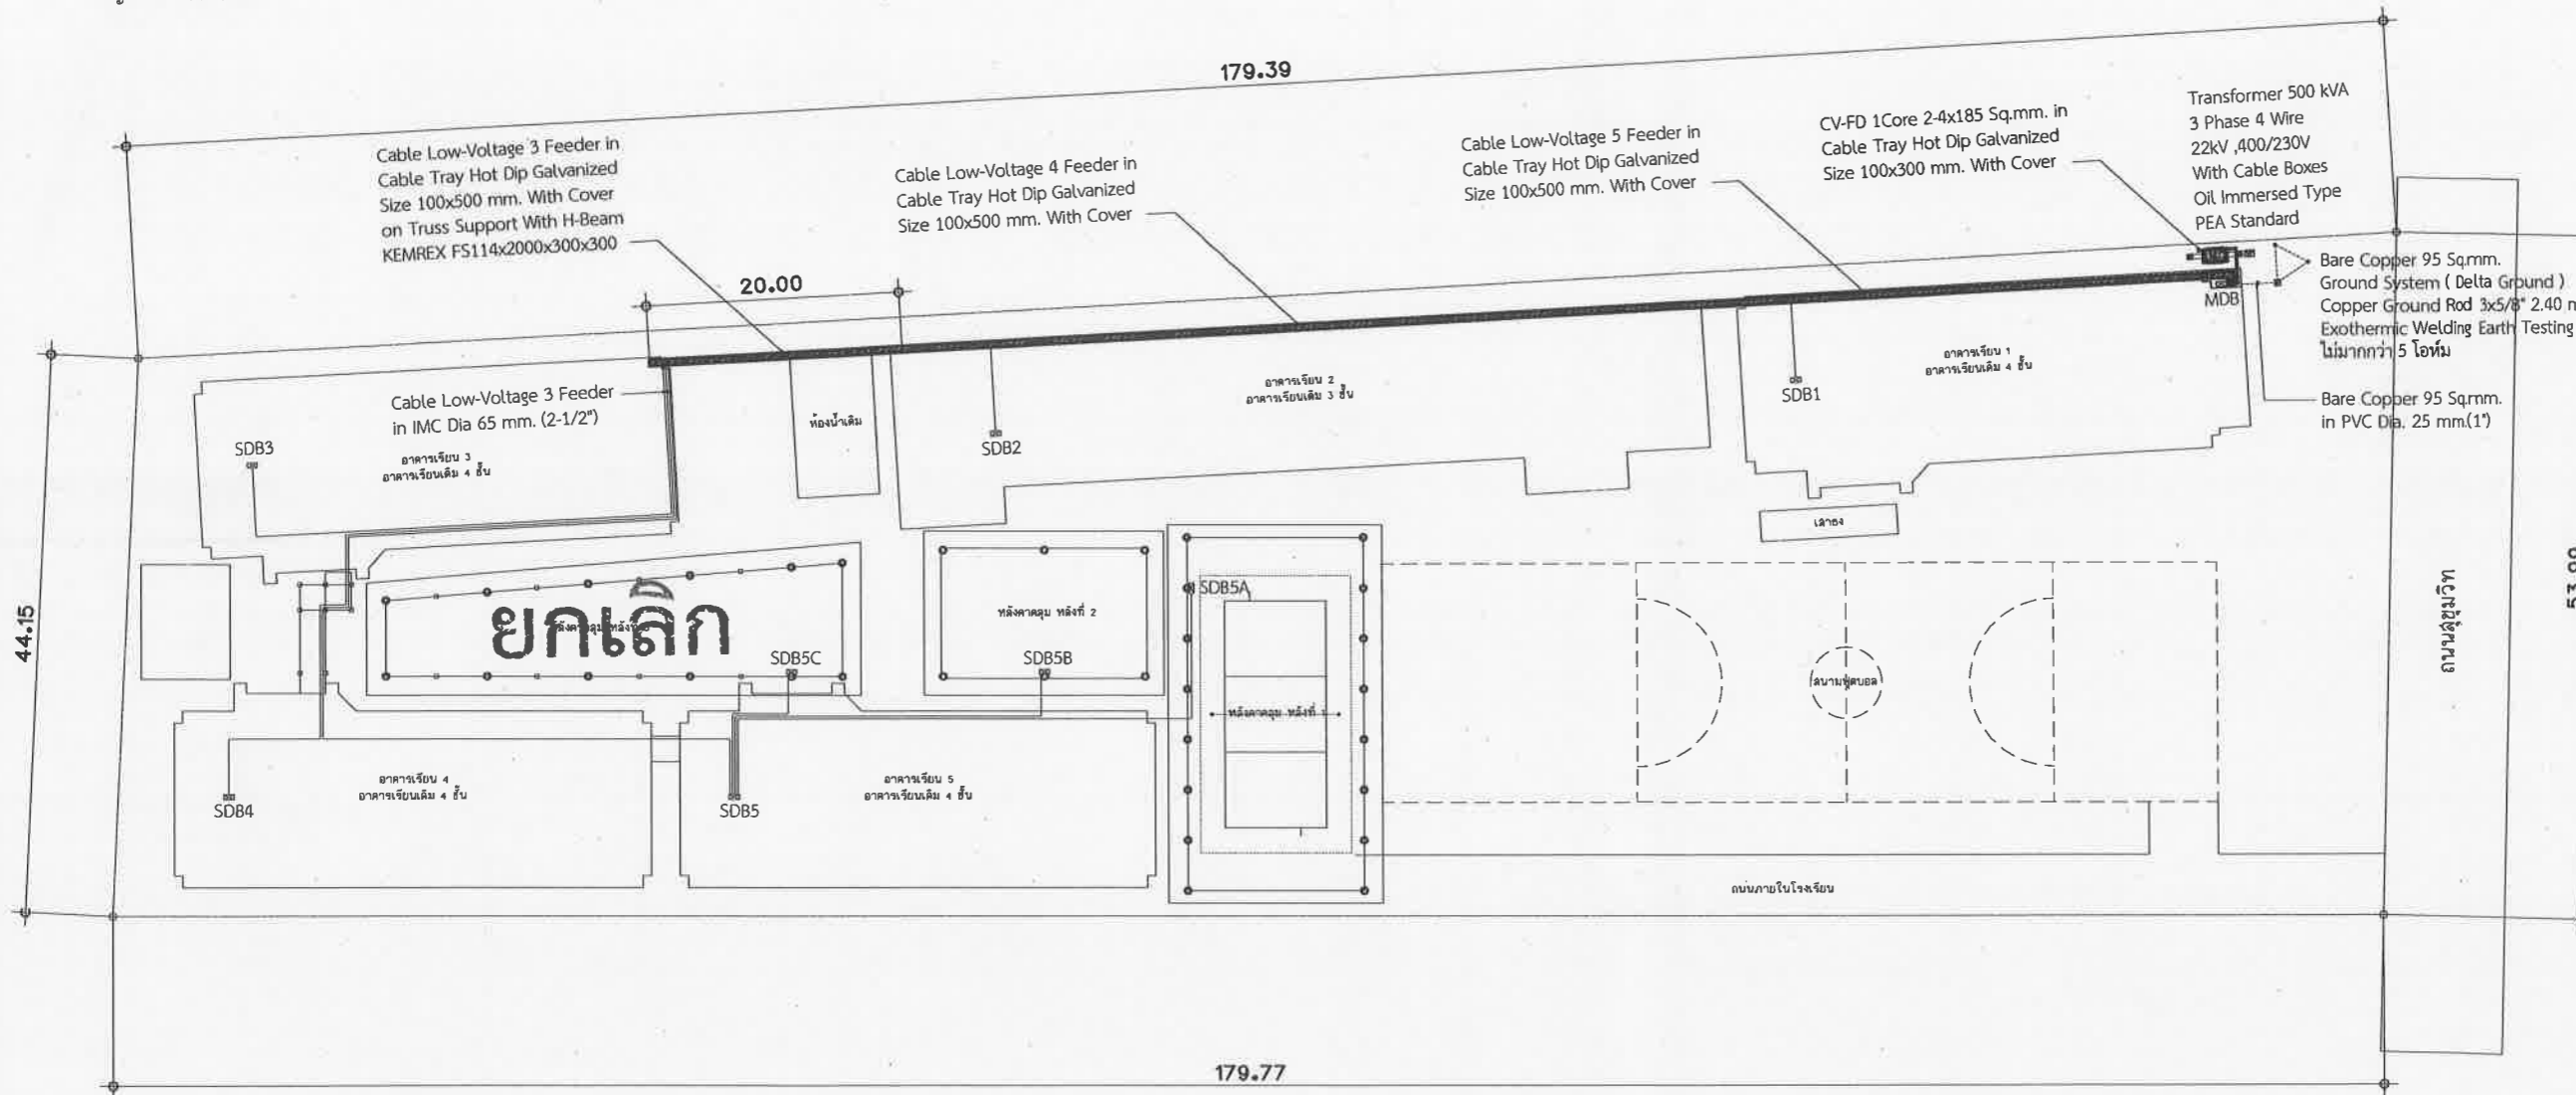 179.39
Cable Low-Voltage 3 Feeder in
Cable Tray Hot Dip Galvanized
Size 100x500 mm. With Cover
on Truss Support With H-Beam
KEMREX FS114x2000x300x300
Cable Low-Voltage 4 Feeder in
Cable Tray Hot Dip Galvanized
Size 100x500 mm. With Cover
Cable Low-Voltage 5 Feeder in
Cable Tray Hot Dip Galvanized
Size 100x500 mm. With Cover
CV-FD 1Core 2-4x185 Sq.mm. in
Cable Tray Hot Dip Galvanized
Size 100x300 mm. With Cover
Transformer 500 kVA
3 Phase 4 Wire
22kV ,400/230V
With Cable Boxes
Oil Immersed Type
PEA Standard
20.00
MDB
Bare Copper 95 Sq.mm.
Ground System ( Delta Ground )
Copper Ground Rod 3x5/8" 2.40
Exothermic Welding Earth Testing
ไม่มากกว่า 5 โอห์ม
Bare Copper 95 Sq.mm.
in PVC Dia. 25 mm.(1")
Cable Low-Voltage 3 Feeder
in IMC Dia 65 mm. (2-1/2")
SDB3
อาคารเรียน 3
อาคารเรียนเดิม 4 ชั้น
ห้องน้ำเดิม
SDB2
อาคารเรียน 2
อาคารเรียนเดิม 3 ชั้น
SDB1
อาคารเรียน 1
อาคารเรียนเดิม 4 ชั้น
เสาธง
44.15
ยกเลิก
SDB5C
หลังคาคลุม หลังที่ 2
SDB5B
SDB5A
หลังคาคลุม หลังที่ 1
สนามฟุตบอล
ถนนสุขุมวิท
SDB4
อาคารเรียน 4
อาคารเรียนเดิม 4 ชั้น
SDB5
อาคารเรียน 5
อาคารเรียนเดิม 4 ชั้น
ถนนภายในโรงเรียน
179.77